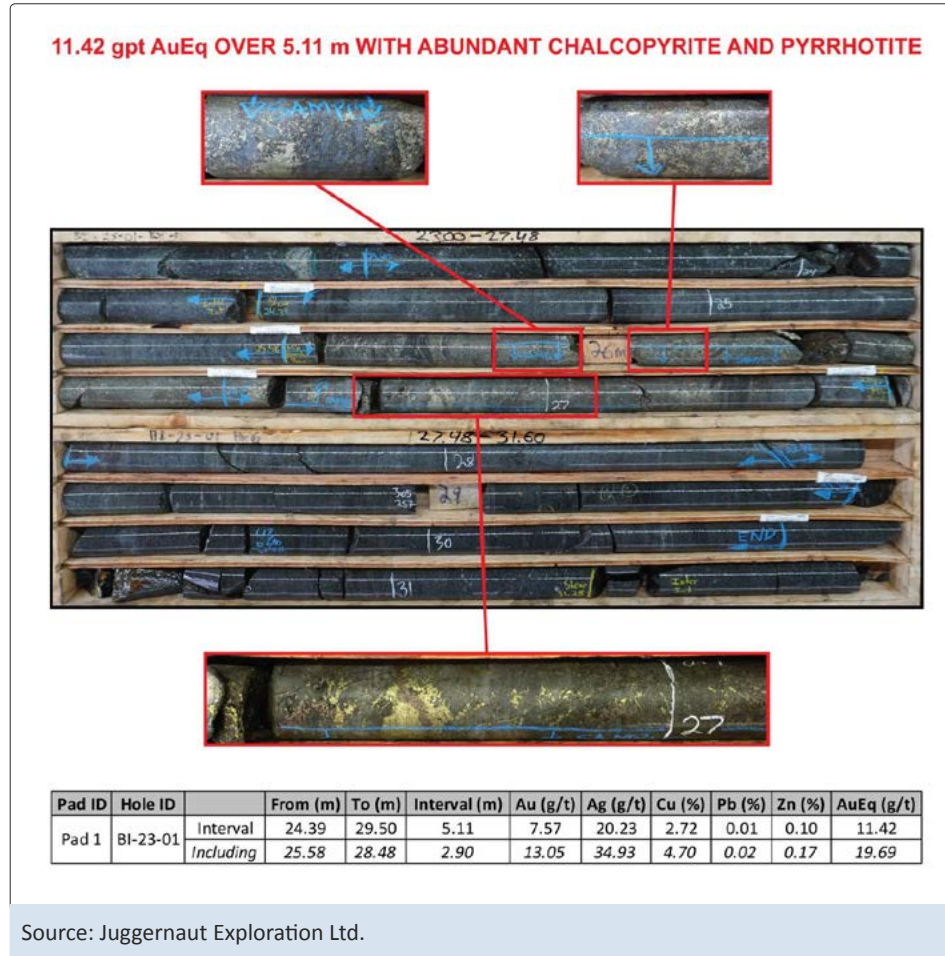 11.42 gpt AuEq OVER 5.11 m WITH ABUNDANT CHALCOPYRITE AND PYRRHOTITE
SAMPLE
2300-27.48
24
25
26m
27
27.48-31.60
28
29
30
END
31
27
Pad ID Hole ID From (m) To (m) Interval (m) Au (g/t) Ag (g/t) Cu (%) Pb (%) Zn (%) AuEq (g/t)
Pad 1 BI-23-01 Interval 24.39 29.50 5.11 7.57 20.23 2.72 0.01 0.10 11.42
Including 25.58 28.48 2.90 13.05 34.93 4.70 0.02 0.17 19.69
Source: Juggernaut Exploration Ltd.